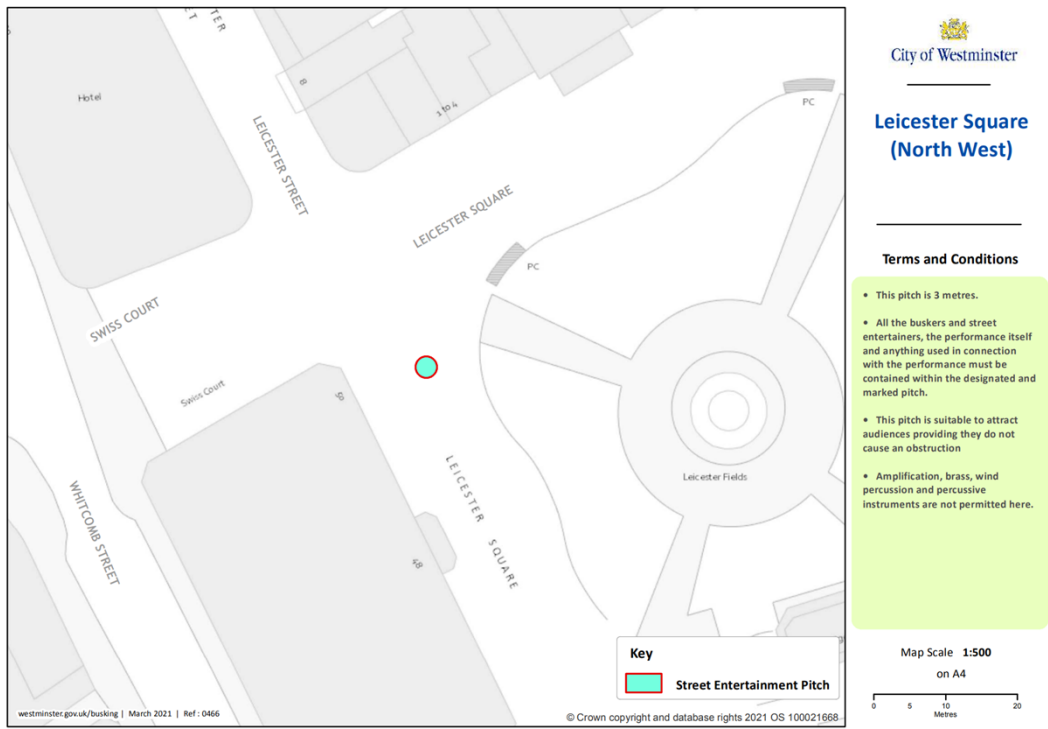 City of Westminster
Leicester Square
(North West)
Terms and Conditions
• This pitch is 3 metres.
• All the buskers and street
entertainers, the performance itself
and anything used in connection
with the performance must be
contained within the designated and
marked pitch.
• This pitch is suitable to attract
audiences providing they do not
cause an obstruction
• Amplification, brass, wind
percussion and percussive
instruments are not permitted here.
Map Scale 1:500
on A4
0 5 10 20
Metres
Hotel
8
1 to 4
PC
LEICESTER STREET
LEICESTER SQUARE
PC
SWISS COURT
Swiss Court
50
LEICESTER SQUARE
Leicester Fields
WHITCOMB STREET
48
Key
Street Entertainment Pitch
westminster.gov.uk/busking | March 2021 | Ref : 0466
© Crown copyright and database rights 2021 OS 100021668